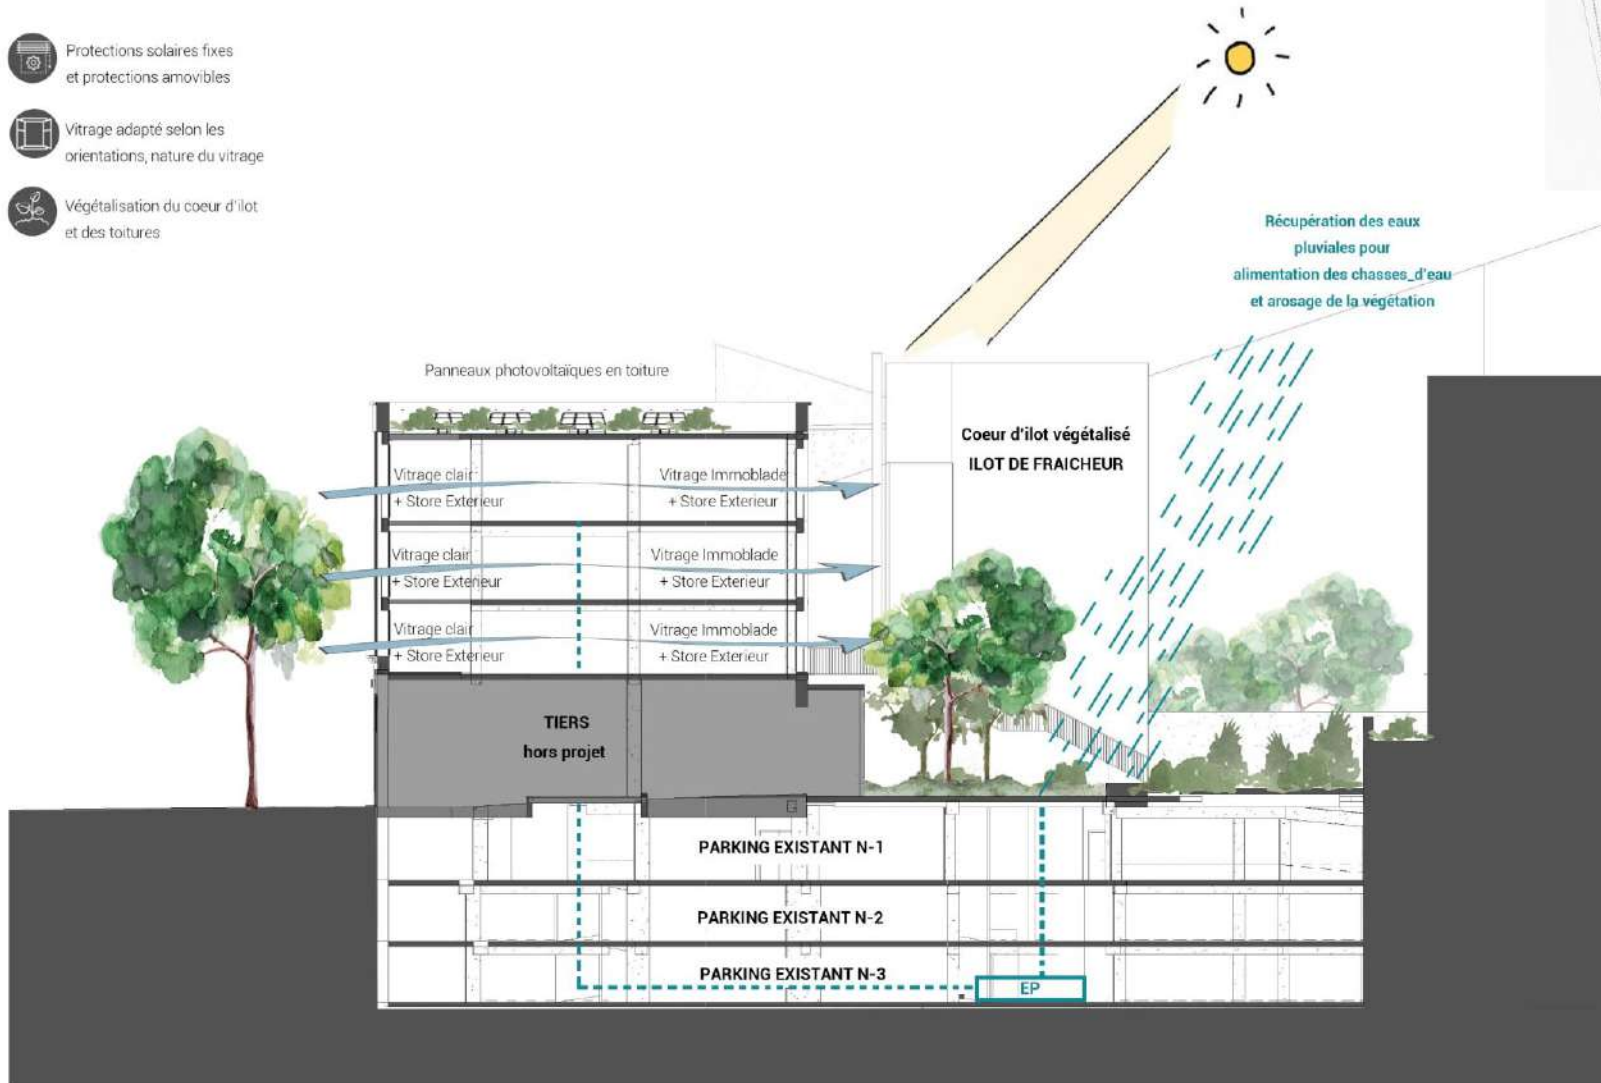 Protections solaires fixes
et protections amovibles
Vitrage adapté selon les
orientations, nature du vitrage
Végétalisation du coeur d'ilot
et des toitures
Récupération des eaux
pluviales pour
alimentation des chasses_d'eau
et arosage de la végétation
Panneaux photovoltaïques en toiture
Coeur d'ilot végétalisé
ILOT DE FRAICHEUR
Vitrage clair
+ Store Exterieur
Vitrage Immoblade
+ Store Exterieur
Vitrage clair
+ Store Exterieur
Vitrage Immoblade
+ Store Exterieur
Vitrage clair
+ Store Exterieur
Vitrage Immoblade
+ Store Exterieur
TIERS
hors projet
PARKING EXISTANT N-1
PARKING EXISTANT N-2
PARKING EXISTANT N-3
EP